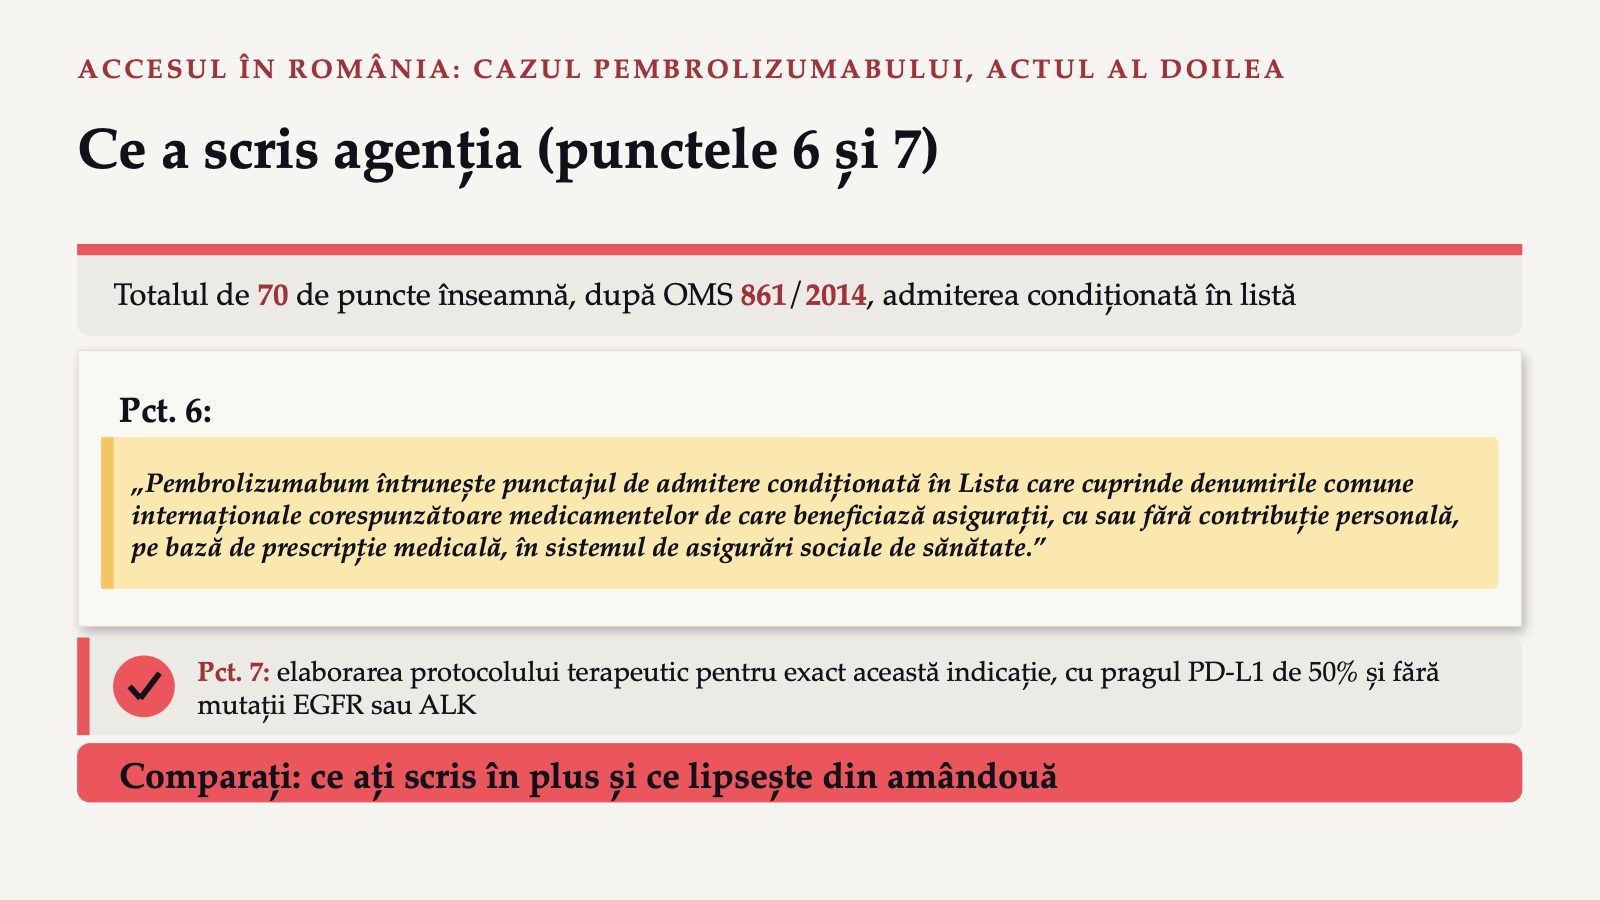 ACCESUL ÎN ROMÂNIA: CAZUL PEMBROLIZUMABULUI, ACTUL AL DOILEA
Ce a scris agenția (punctele 6 și 7)
Totalul de 70 de puncte înseamnă, după OMS 861/2014, admiterea condiționată în listă
Pct. 6:
„Pembrolizumabum întrunește punctajul de admitere condiționată în Lista care cuprinde denumirile comune
internaționale corespunzătoare medicamentelor de care beneficiază asigurații, cu sau fără contribuție personală,
pe bază de prescripție medicală, în sistemul de asigurări sociale de sănătate.”
Pct. 7: elaborarea protocolului terapeutic pentru exact această indicație, cu pragul PD-L1 de 50% și fără
mutații EGFR sau ALK
Comparați: ce ați scris în plus și ce lipsește din amândouă